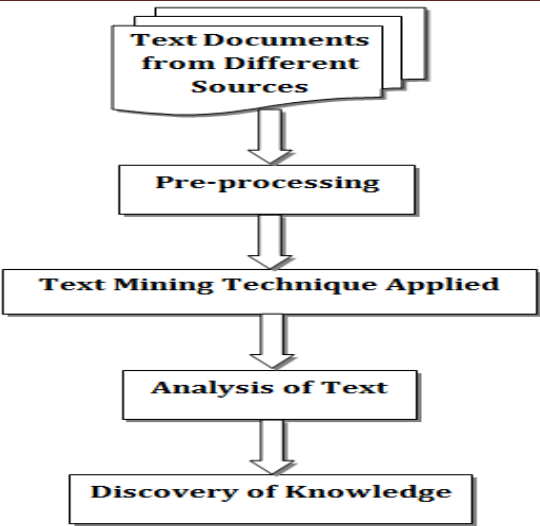 Text Documents
from Different
Sources
Pre-processing
Text Mining Technique Applied
Analysis of Text
Discovery of Knowledge